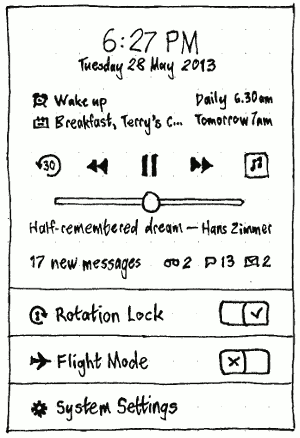 6:27 PM
Tuesday 28 May 2013
Wake up Daily 6.30am
Breakfast, Terry's c... Tomorrow 7am
30
Half-remembered dream — Hans Zimmer
17 new messages 2 13 2
Rotation Lock
Flight Mode
System Settings